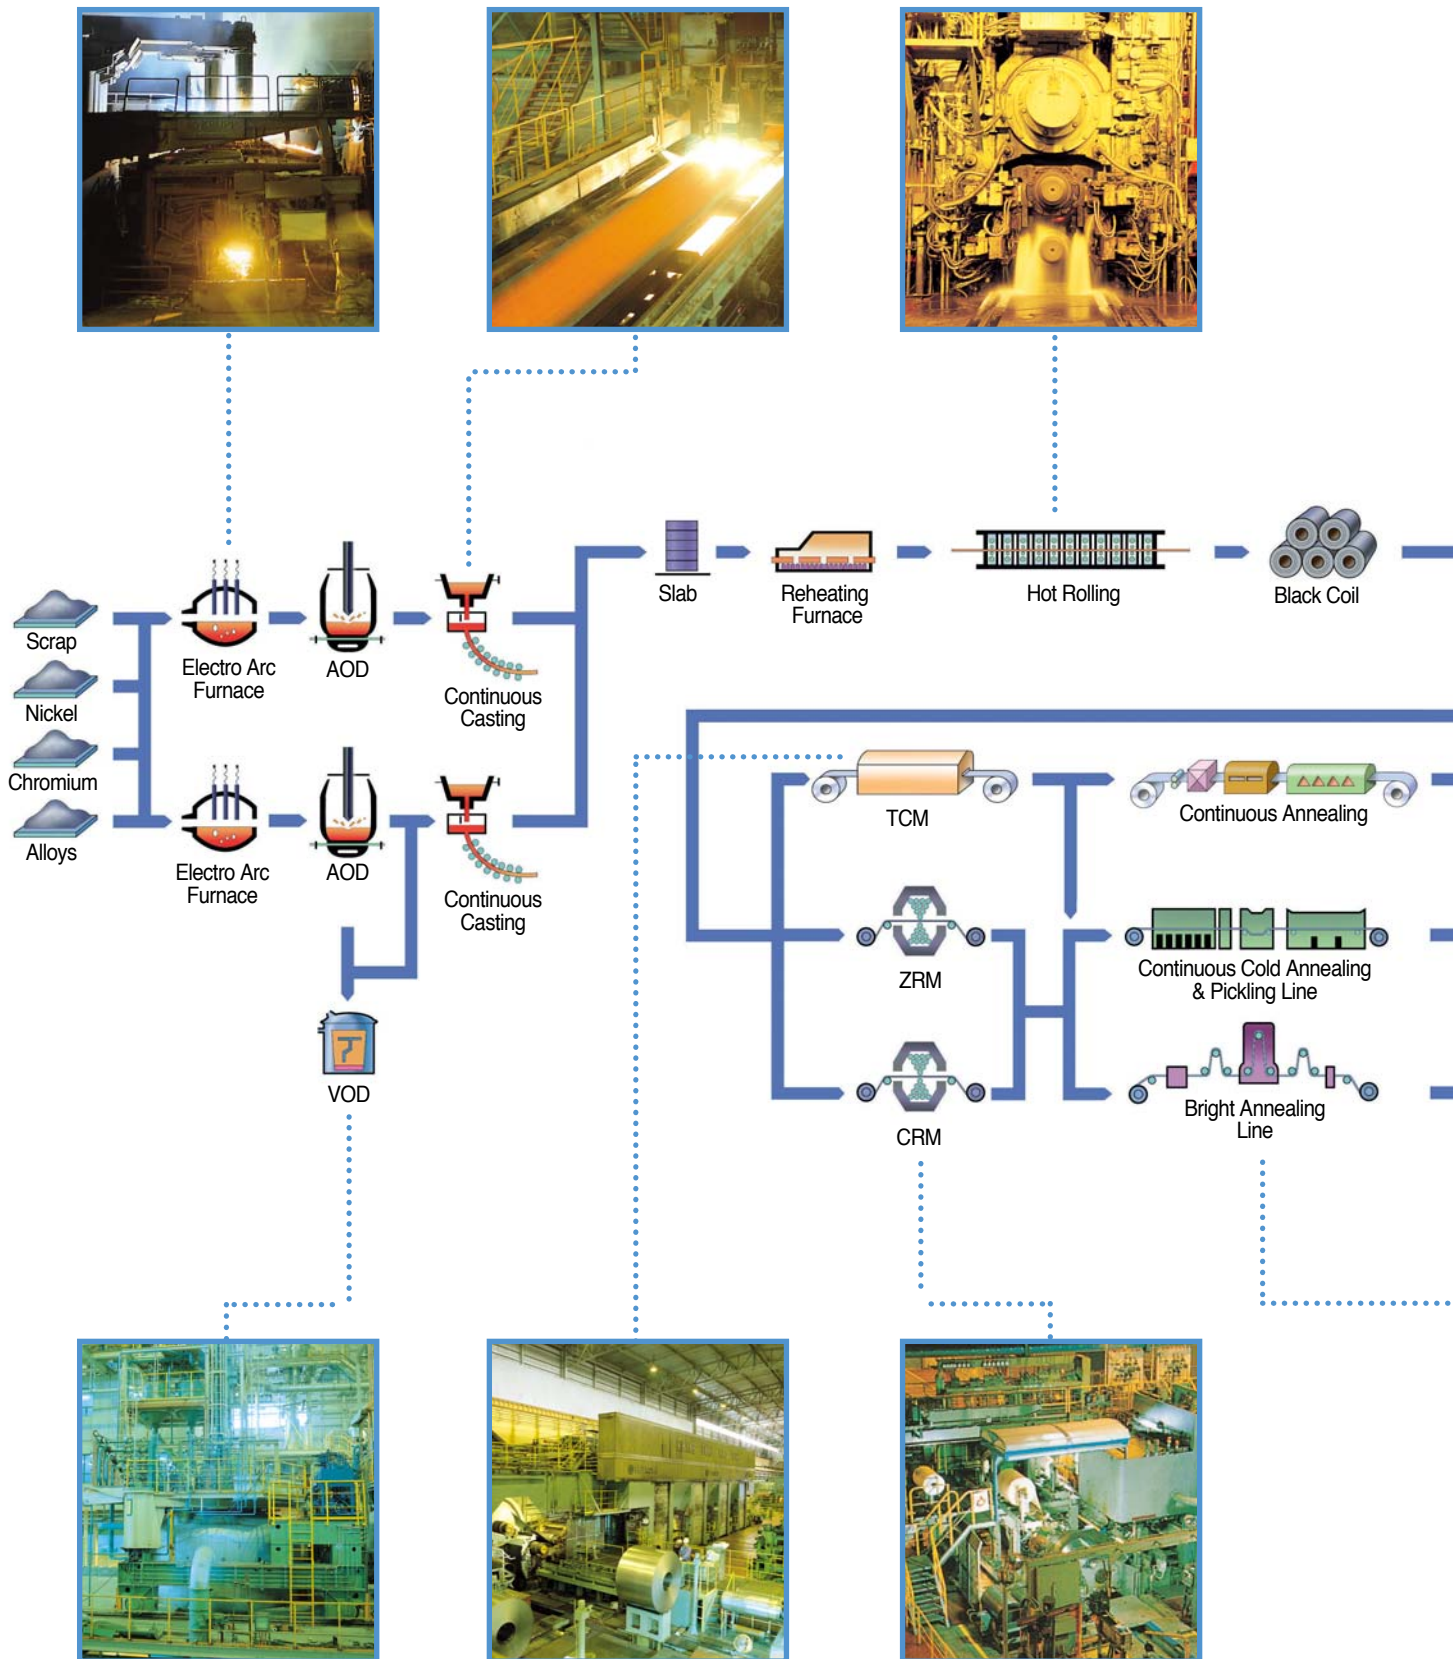 Slab
Reheating
Furnace
Hot Rolling
Black Coil
Scrap
Nickel
Chromium
Alloys
Electro Arc
Furnace
AOD
Continuous
Casting
Electro Arc
Furnace
AOD
Continuous
Casting
VOD
TCM
Continuous Annealing
ZRM
Continuous Cold Annealing
& Pickling Line
CRM
Bright Annealing
Line